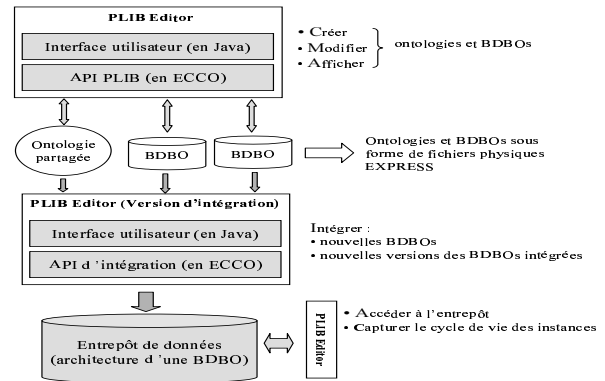 PLIB Editor
Interface utilisateur (en Java)
API PLIB (en ECCO)
• Créer
• Modifier
• Afficher
ontologies et BDBOs
Ontologie
partagée
BDBO
BDBO
Ontologies et BDBOs sous
forme de fichiers physiques
EXPRESS
PLIB Editor (Version d'intégration)
Interface utilisateur (en Java)
API d 'intégration (en ECCO)
Intégrer :
• nouvelles BDBOs
• nouvelles versions des BDBOs intégrées
Entrepôt de données
(architecture d 'une BDBO)
PLIB Editor
• Accéder à l'entrepôt
• Capturer le cycle de vie des instances